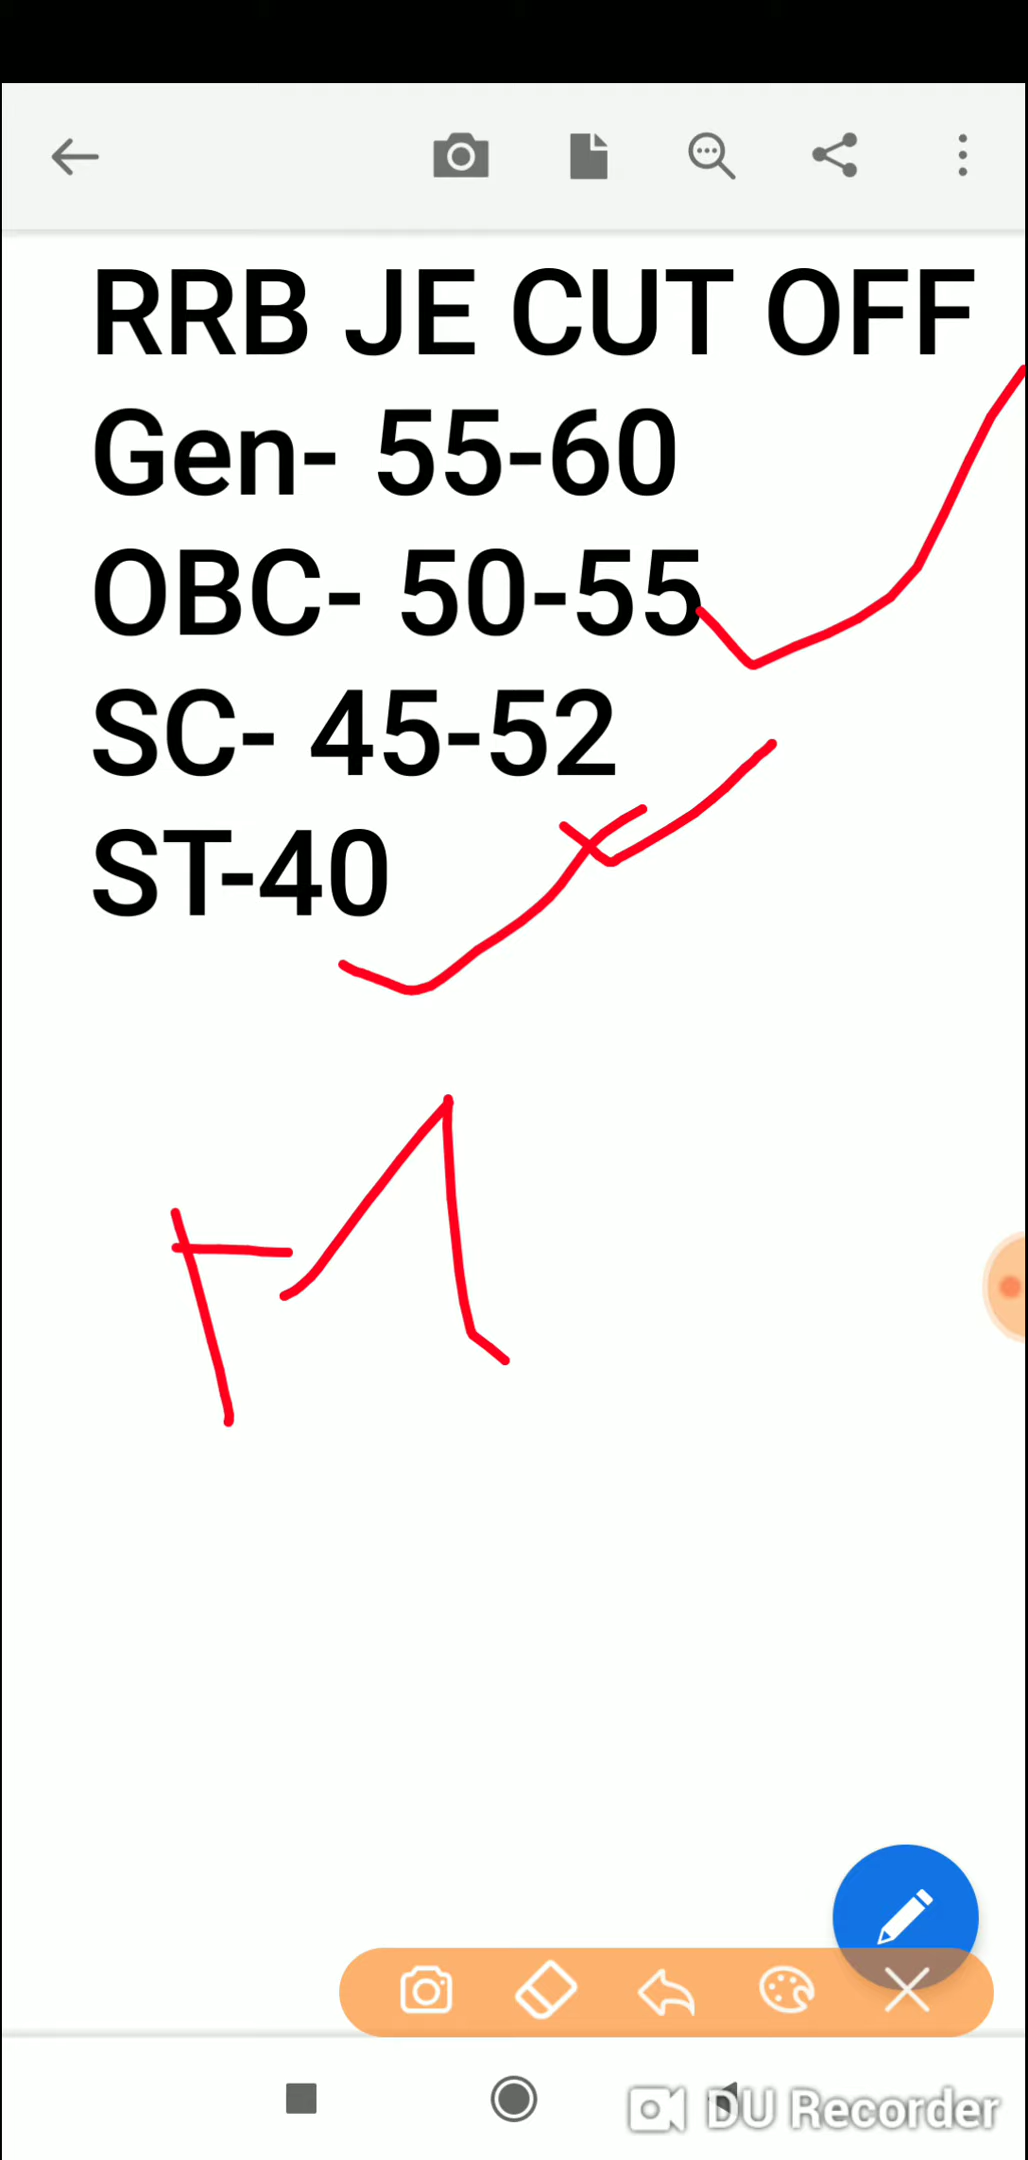 RRB JE CUT OFF
Gen- 55-60
OBC- 50-55
SC- 45-52
ST-40
DU Recorder